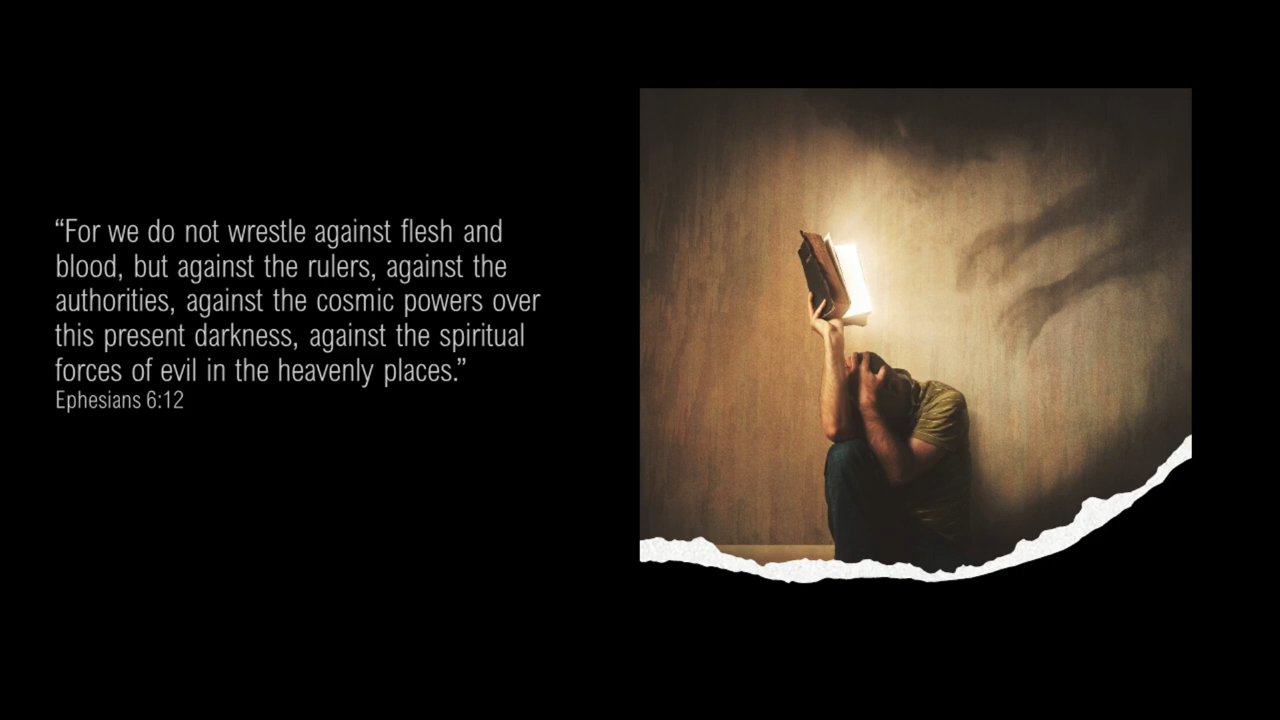 “For we do not wrestle against flesh and
blood, but against the rulers, against the
authorities, against the cosmic powers over
this present darkness, against the spiritual
forces of evil in the heavenly places.”
Ephesians 6:12